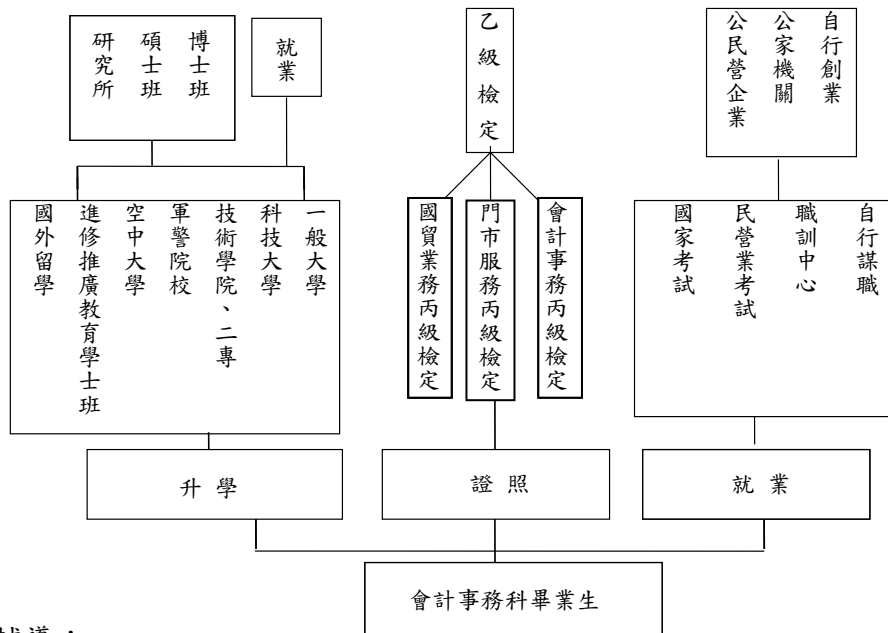 研究所
碩士班
博士班
就業
乙級檢定
公民營企業
公家機關
自行創業
國外留學
進修推廣教育學士班
空中大學
軍警院校
技術學院、二專
科技大學
一般大學
國貿業務丙級檢定
門市服務丙級檢定
會計事務丙級檢定
國家考試
民營業考試
職訓中心
自行謀職
升學
證照
就業
會計事務科畢業生